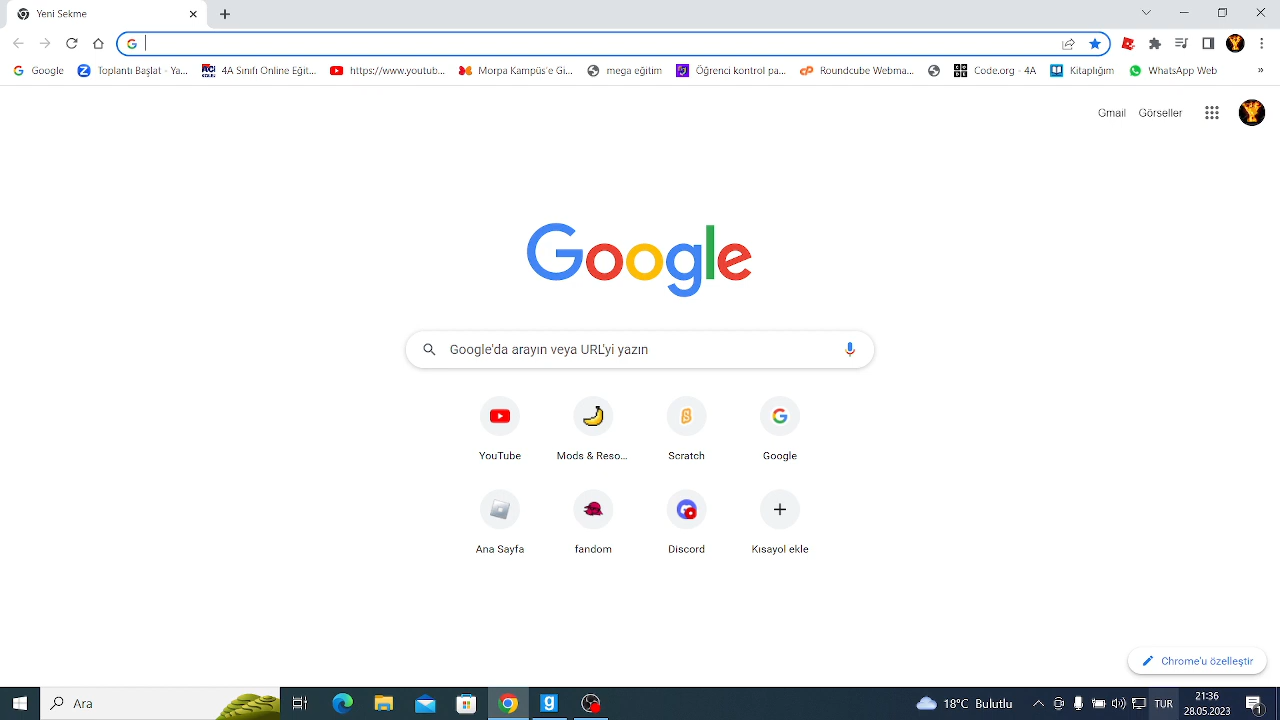 Yeni Sekme
Google
Toplantı Başlat - Ya...
4A Sınıfı Online Eğit...
https://www.youtub...
Morpa Kampüs'e Gi...
mega eğitim
Öğrenci kontrol pa...
Roundcube Webma...
Code.org - 4A
Kitaplığım
WhatsApp Web
»
Gmail
Görseller
Google
Google'da arayın veya URL'yi yazın
YouTube
Mods & Reso...
Scratch
Google
Ana Sayfa
fandom
Discord
Kısayol ekle
Chrome'u özelleştir
Ara
18°C Bulutlu
TUR
21:36
28.05.2023